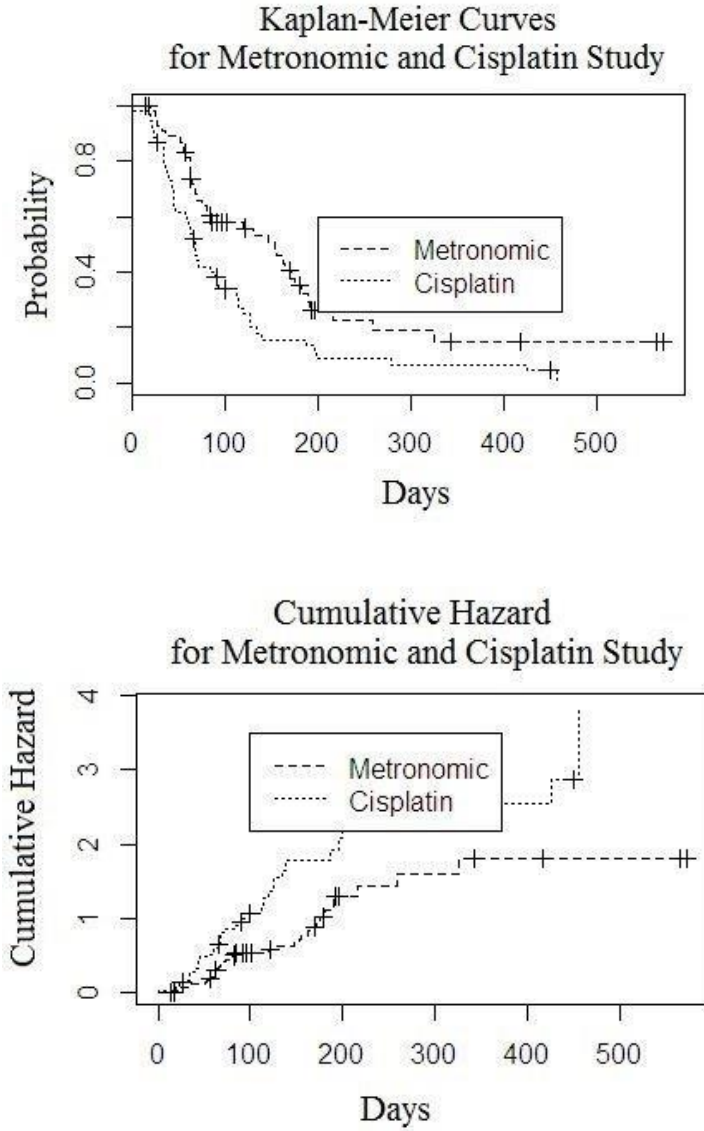 Kaplan-Meier Curves
for Metronomic and Cisplatin Study
Probability
0.8
0.4
0.0
Metronomic
Cisplatin
0 100 200 300 400 500
Days
Cumulative Hazard
for Metronomic and Cisplatin Study
Cumulative Hazard
4
3
2
1
0
Metronomic
Cisplatin
0 100 200 300 400 500
Days